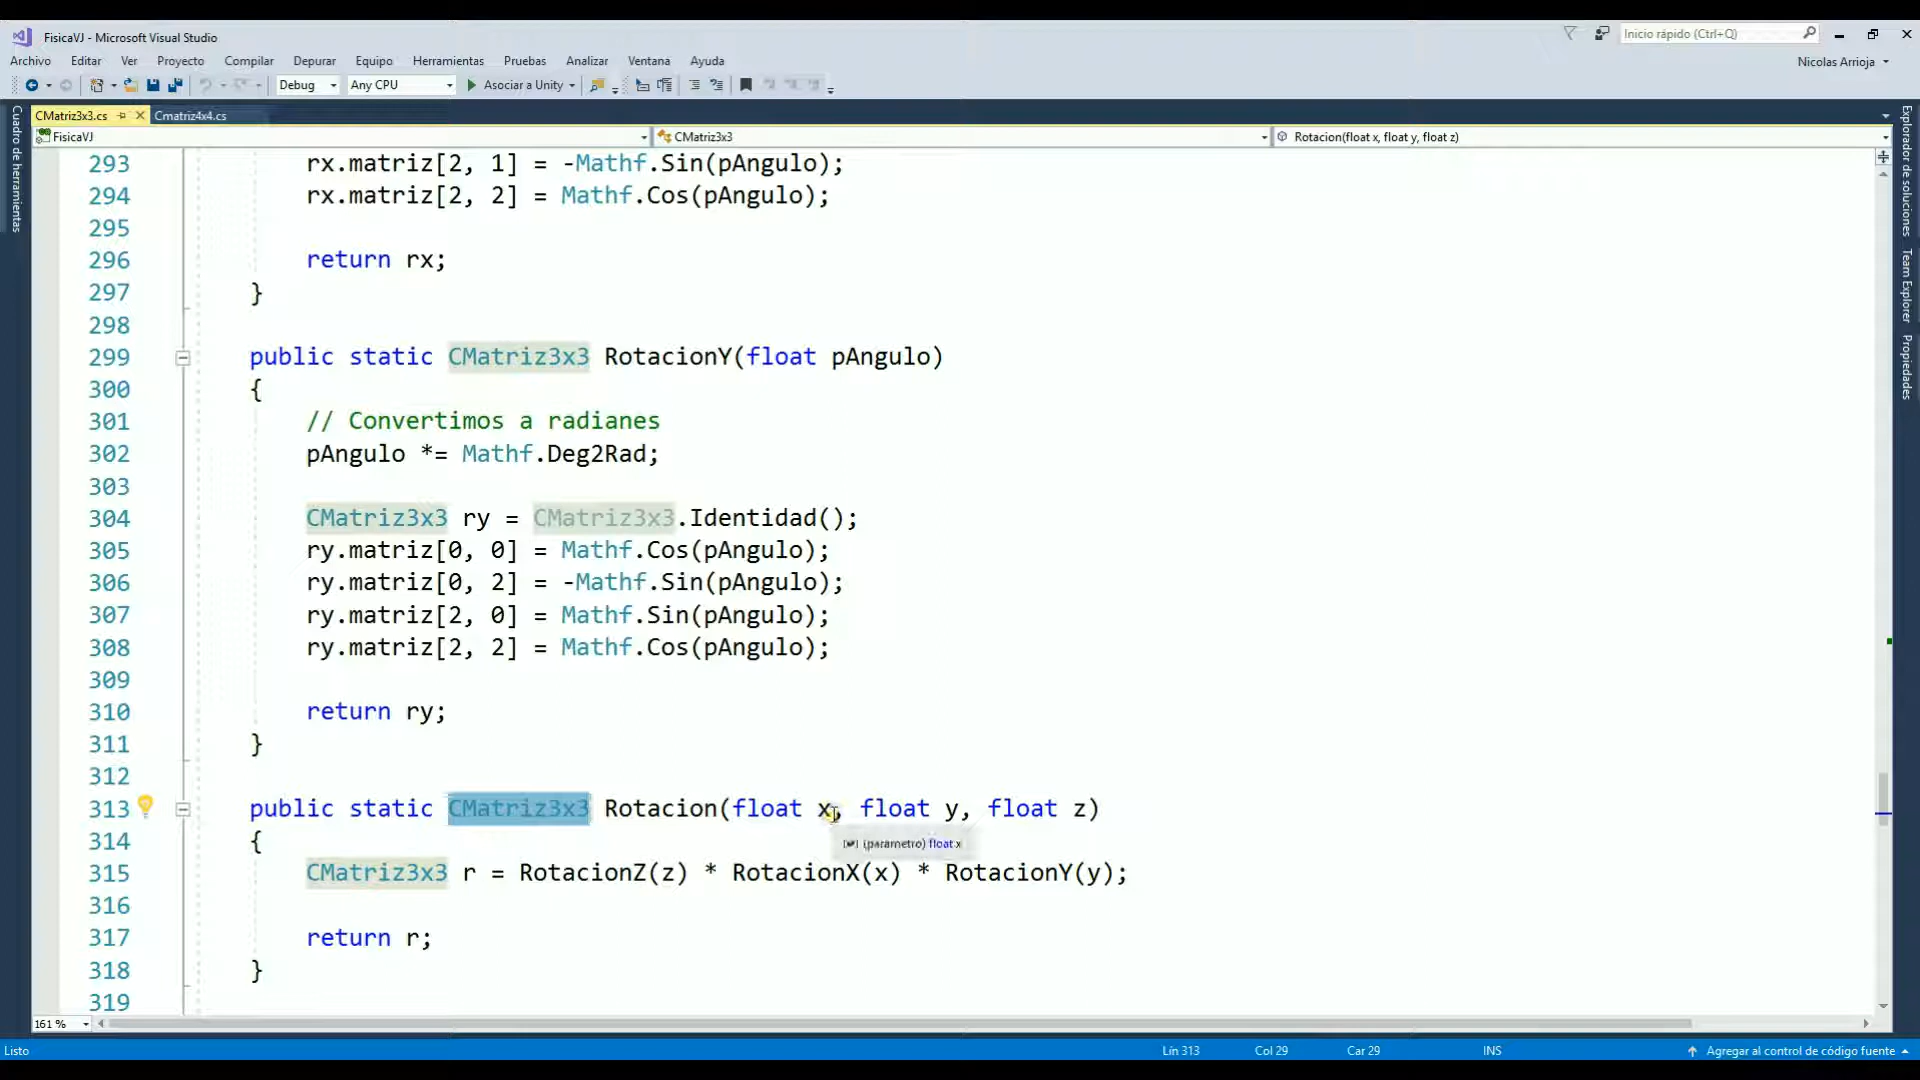 FisicaVJ - Microsoft Visual Studio
Inicio rápido (Ctrl+Q)
Archivo Editar Ver Proyecto Compilar Depurar Equipo Herramientas Pruebas Analizar Ventana Ayuda
Nicolas Arrioja
Debug Any CPU Asociar a Unity
CMatriz3x3.cs Cmatriz4x4.cs
FisicaVJ CMatriz3x3 Rotacion(float x, float y, float z)
Cuadro de herramientas
Explorador de soluciones
Team Explorer
Propiedades
293 rx.matriz[2, 1] = -Mathf.Sin(pAngulo);
294 rx.matriz[2, 2] = Mathf.Cos(pAngulo);
295
296 return rx;
297 }
298
299 public static CMatriz3x3 RotacionY(float pAngulo)
300 {
301 // Convertimos a radianes
302 pAngulo *= Mathf.Deg2Rad;
303
304 CMatriz3x3 ry = CMatriz3x3.Identidad();
305 ry.matriz[0, 0] = Mathf.Cos(pAngulo);
306 ry.matriz[0, 2] = -Mathf.Sin(pAngulo);
307 ry.matriz[2, 0] = Mathf.Sin(pAngulo);
308 ry.matriz[2, 2] = Mathf.Cos(pAngulo);
309
310 return ry;
311 }
312
313 public static CMatriz3x3 Rotacion(float x, float y, float z)
(parametro) float x
314 {
315 CMatriz3x3 r = RotacionZ(z) * RotacionX(x) * RotacionY(y);
316
317 return r;
318 }
319
161 %
Listo Lín 313 Col 29 Car 29 INS Agregar al control de código fuente